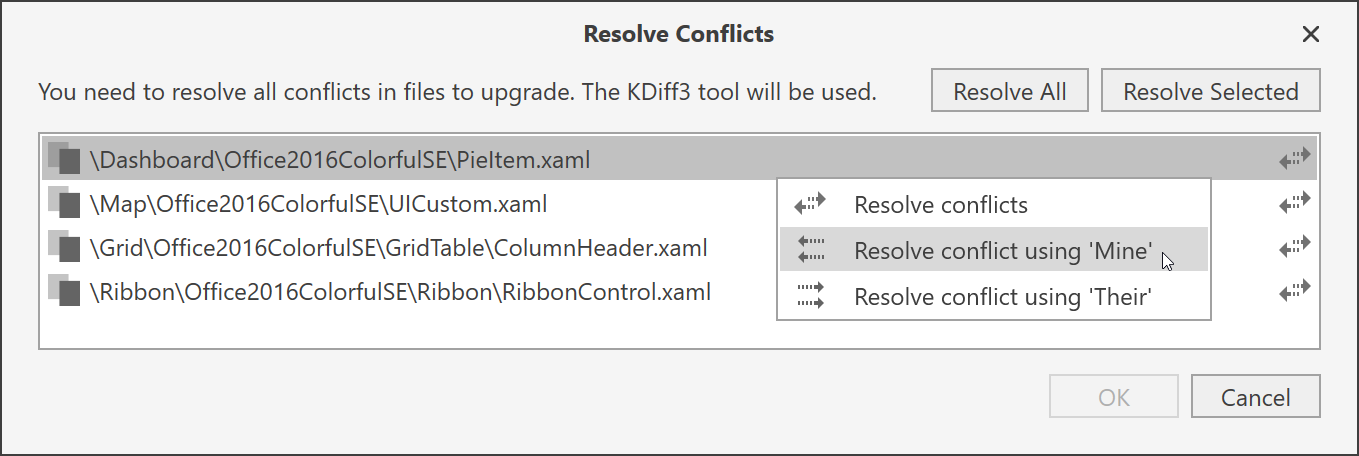 Resolve Conflicts
You need to resolve all conflicts in files to upgrade. The KDiff3 tool will be used.
Resolve All
Resolve Selected
\Dashboard\Office2016ColorfulSE\PieItem.xaml
\Map\Office2016ColorfulSE\UICustom.xaml
\Grid\Office2016ColorfulSE\GridTable\ColumnHeader.xaml
\Ribbon\Office2016ColorfulSE\Ribbon\RibbonControl.xaml
Resolve conflicts
Resolve conflict using 'Mine'
Resolve conflict using 'Their'
OK
Cancel